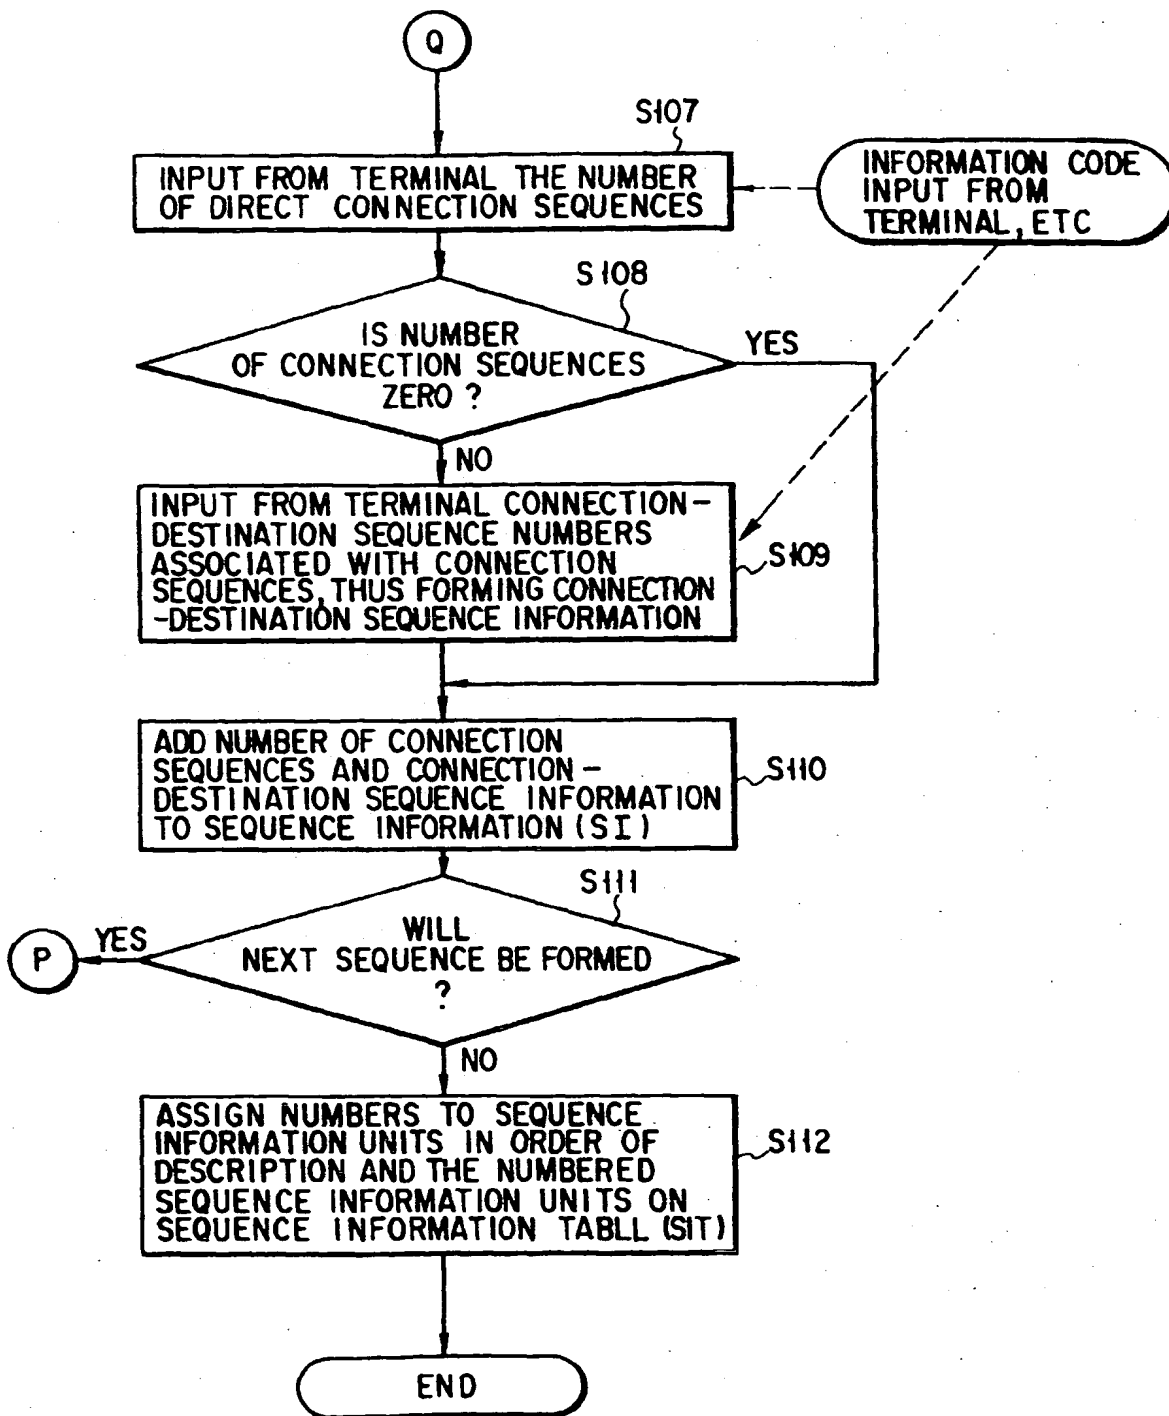 Q
S107
INPUT FROM TERMINAL THE NUMBER
OF DIRECT CONNECTION SEQUENCES
INFORMATION CODE
INPUT FROM
TERMINAL, ETC
S108
IS NUMBER
OF CONNECTION SEQUENCES
ZERO ?
YES
NO
INPUT FROM TERMINAL CONNECTION-
DESTINATION SEQUENCE NUMBERS
ASSOCIATED WITH CONNECTION
SEQUENCES, THUS FORMING CONNECTION
-DESTINATION SEQUENCE INFORMATION
S109
ADD NUMBER OF CONNECTION
SEQUENCES AND CONNECTION-
DESTINATION SEQUENCE INFORMATION
TO SEQUENCE INFORMATION (SI)
S110
S111
WILL
NEXT SEQUENCE BE FORMED
?
YES
P
NO
ASSIGN NUMBERS TO SEQUENCE
INFORMATION UNITS IN ORDER OF
DESCRIPTION AND THE NUMBERED
SEQUENCE INFORMATION UNITS ON
SEQUENCE INFORMATION TABLL (SIT)
S112
END